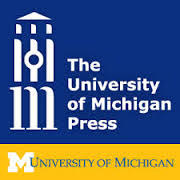 The
University
of Michigan
Press
m
M UNIVERSITY OF MICHIGAN